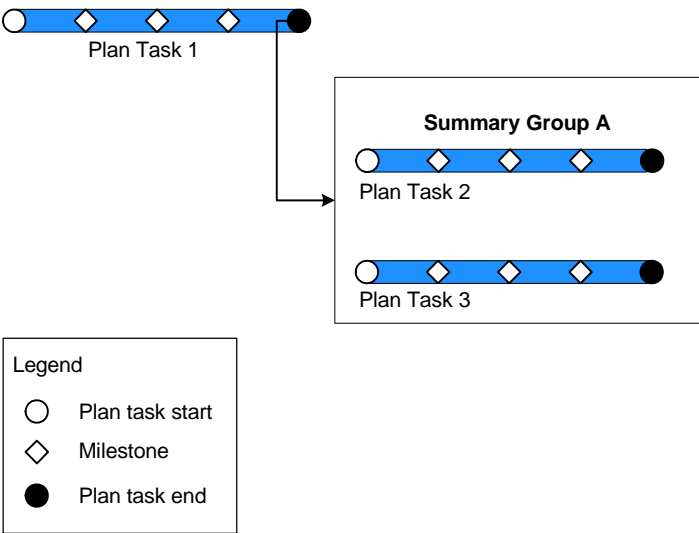 Plan Task 1
Summary Group A
Plan Task 2
Plan Task 3
Legend
Plan task start
Milestone
Plan task end